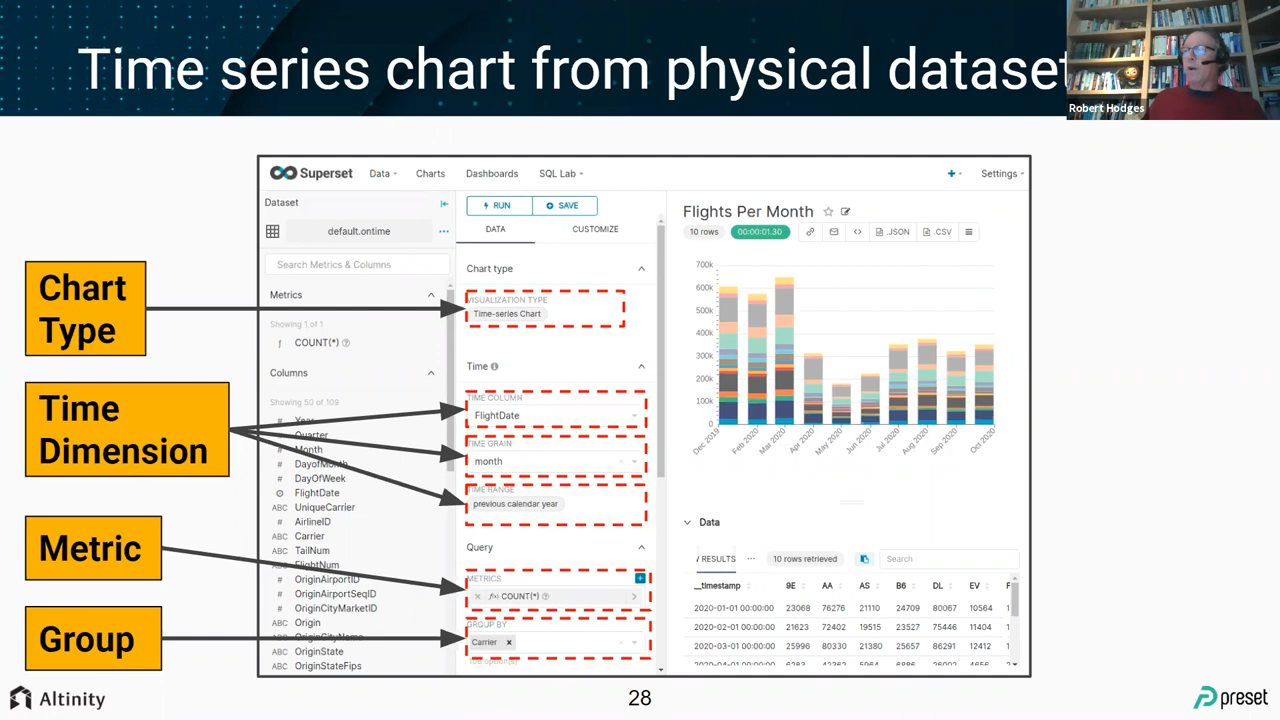 Time series chart from physical dataset
Robert Hodges
Superset
Data
Charts
Dashboards
SQL Lab
Settings
Dataset
default.ontime
Search Metrics & Columns
Metrics
Showing 1 of 1
ƒ COUNT(*)
Columns
Showing 50 of 109
# Year
Quarter
# Month
# DayofMonth
# DayOfWeek
FlightDate
ABC UniqueCarrier
# AirlineID
ABC Carrier
ABC TailNum
ABC FlightNum
# OriginAirportID
# OriginAirportSeqID
# OriginCityMarketID
ABC Origin
ABC OriginCityName
ABC OriginState
ABC OriginStateFips
RUN
SAVE
DATA
CUSTOMIZE
Chart type
VISUALIZATION TYPE
Time-series Chart
Time
TIME COLUMN
FlightDate
TIME GRAIN
month
TIME RANGE
previous calendar year
Query
METRICS
ƒ(x) COUNT(*)
GROUP BY
Carrier
Flights Per Month
10 rows
00:00:01.30
.JSON
.CSV
700k
600k
500k
400k
300k
200k
100k
0
Dec 2019
Feb 2020
Mar 2020
Apr 2020
May 2020
Jun 2020
Jul 2020
Aug 2020
Sep 2020
Oct 2020
Data
RESULTS
10 rows retrieved
Search
__timestamp 9E AA AS B6 DL EV
2020-01-01 00:00:00 23068 76276 21110 24709 80067 10564
2020-02-01 00:00:00 21623 72402 19515 23527 75446 11404
2020-03-01 00:00:00 25996 80330 21380 25657 86291 12412
Chart
Type
Time
Dimension
Metric
Group
Altinity
28
preset